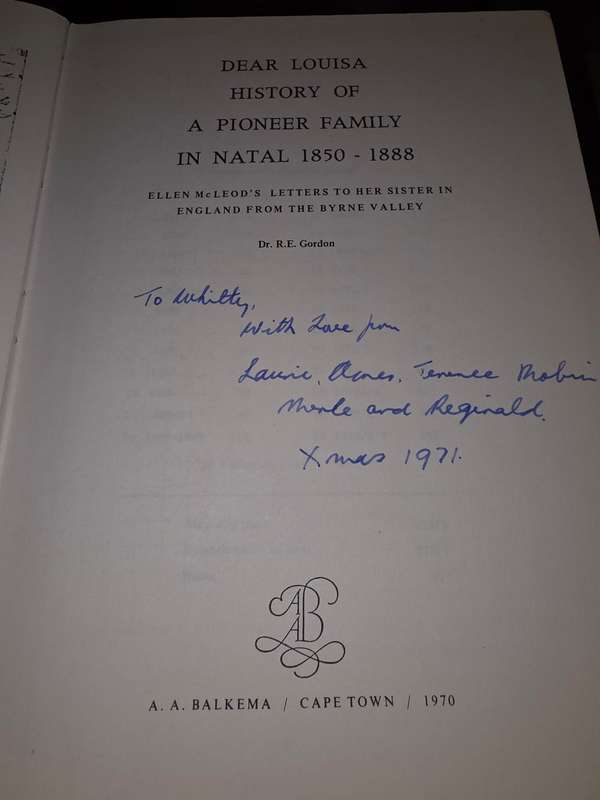 DEAR LOUISA
HISTORY OF
A PIONEER FAMILY
IN NATAL 1850 - 1888
ELLEN McLEOD'S LETTERS TO HER SISTER IN
ENGLAND FROM THE BYRNE VALLEY
Dr. R.E. Gordon
To Whitty,
With Love from
Laurie, Terence
Merle and Reginald.
Xmas 1971.
A. A. BALKEMA / CAPE TOWN / 1970